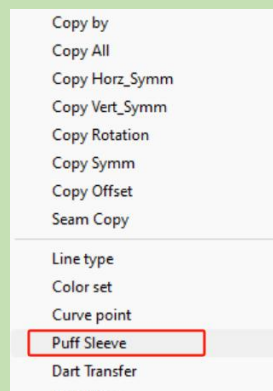 Copy by
Copy All
Copy Horz_Symm
Copy Vert_Symm
Copy Rotation
Copy Symm
Copy Offset
Seam Copy
Line type
Color set
Curve point
Puff Sleeve
Dart Transfer